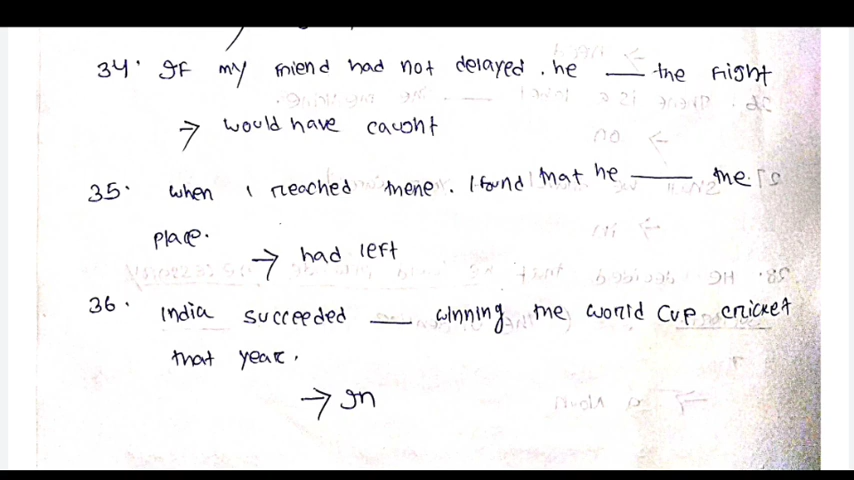 34. If my friend had not delayed. he ___ the flight
→ would have caught
35. when I reached there. I found that he ___ the
place.
→ had left
36. India succeeded ___ winning the world cup cricket
that year.
→ In